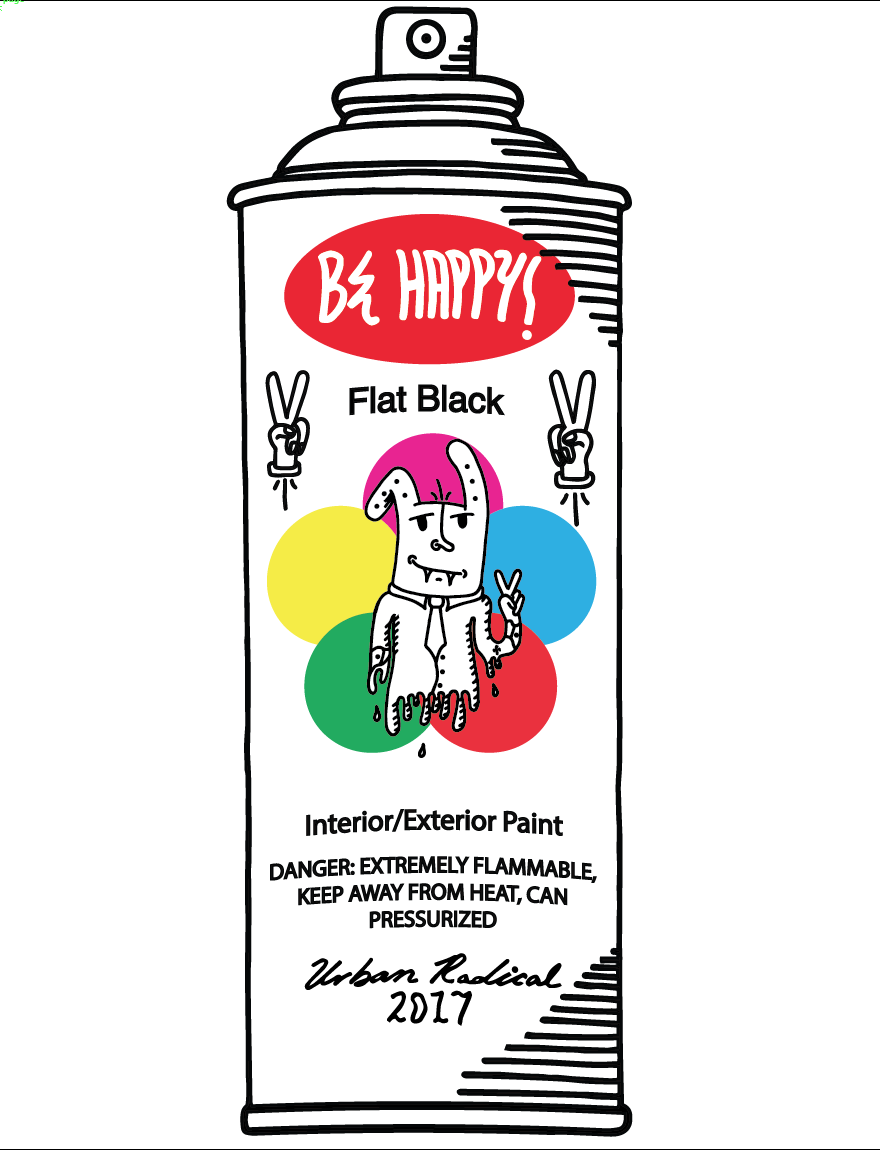 BE HAPPY!
Flat Black
Interior/Exterior Paint
DANGER: EXTREMELY FLAMMABLE,
KEEP AWAY FROM HEAT, CAN
PRESSURIZED
Urban Radical
2017